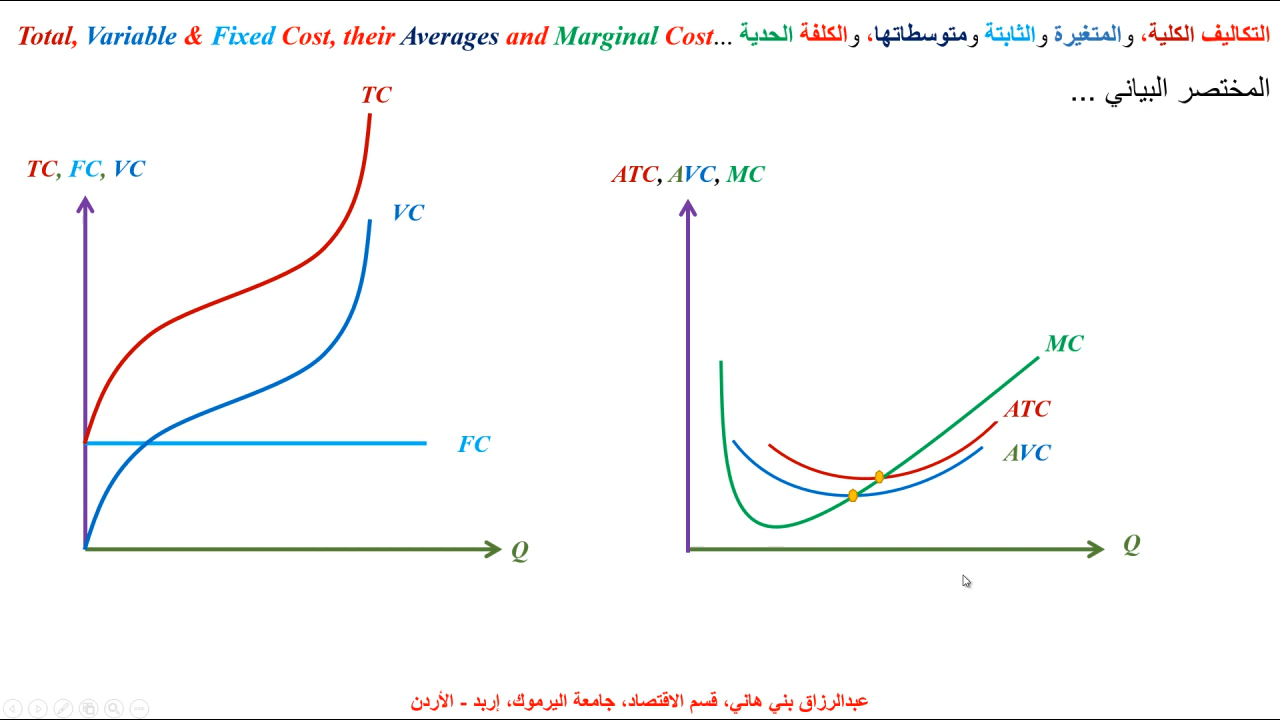 Total, Variable & Fixed Cost, their Averages and Marginal Cost... التكاليف الكلية، والمتغيرة والثابتة ومتوسطاتها، والكلفة الحدية
المختصر البياني ...
TC
TC, FC, VC
VC
FC
Q
ATC, AVC, MC
MC
ATC
AVC
Q
عبدالرزاق بني هاني، قسم الاقتصاد، جامعة اليرموك، إربد - الأردن